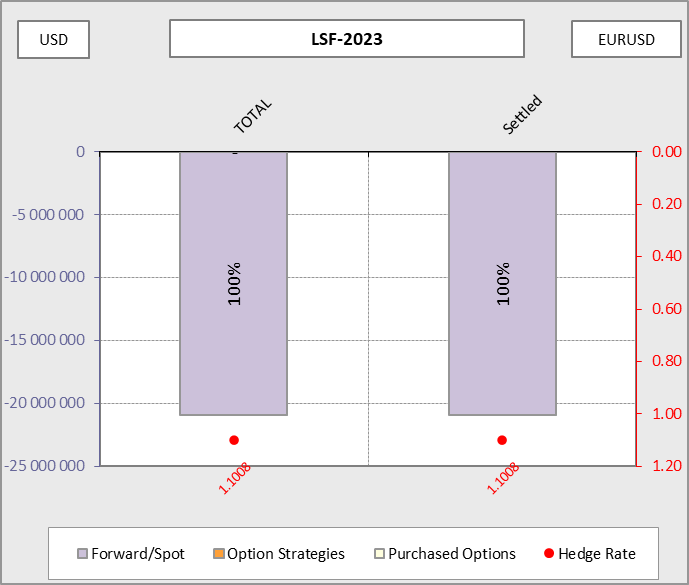 USD LSF-2023 EURUSD
TOTAL Settled
0 0.00
-5 000 000 0.20
-10 000 000 0.40
-15 000 000 0.60
-20 000 000 0.80
-25 000 000 1.00
1.20
100% 100%
1.1008 1.1008
Forward/Spot Option Strategies Purchased Options Hedge Rate